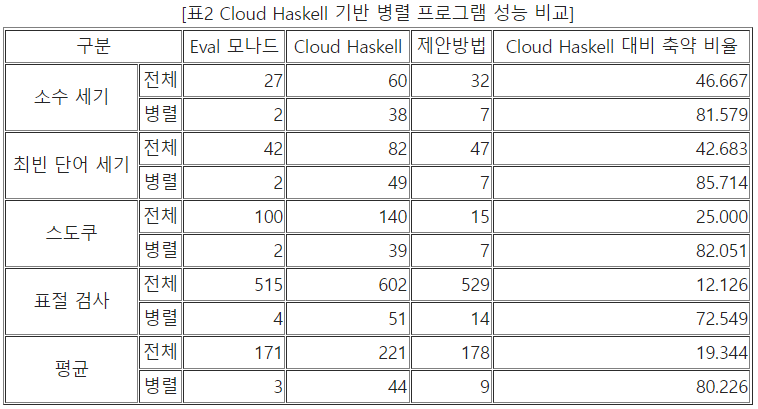 [표2 Cloud Haskell 기반 병렬 프로그램 성능 비교]
구분 Eval 모나드 Cloud Haskell 제안방법 Cloud Haskell 대비 축약 비율
소수 세기 전체 27 60 32 46.667
병렬 2 38 7 81.579
최빈 단어 세기 전체 42 82 47 42.683
병렬 2 49 7 85.714
스도쿠 전체 100 140 15 25.000
병렬 2 39 7 82.051
표절 검사 전체 515 602 529 12.126
병렬 4 51 14 72.549
평균 전체 171 221 178 19.344
병렬 3 44 9 80.226